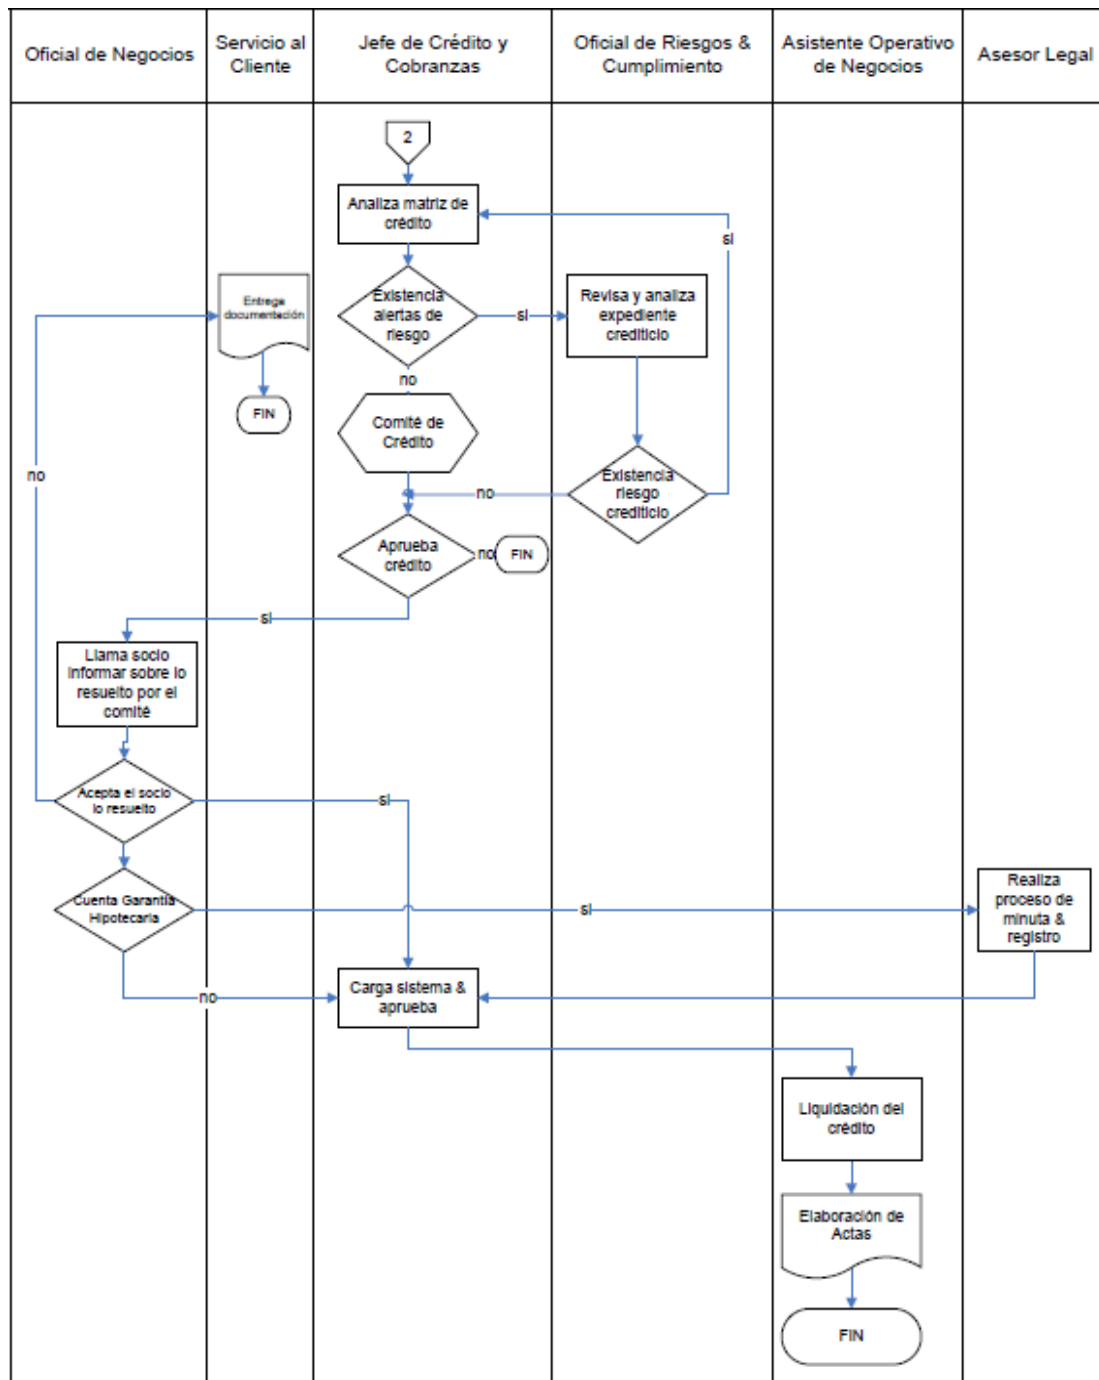 Oficial de Negocios
Servicio al
Cliente
Jefe de Crédito y
Cobranzas
Oficial de Riesgos &
Cumplimiento
Asistente Operativo
de Negocios
Asesor Legal
2
Analiza matriz de
crédito
si
Existencia
alertas de
riesgo
si
Revisa y analiza
expediente
crediticio
Entrega
documentación
no
FIN
Comité de
Crédito
no
Existencia
riesgo
crediticio
no
Aprueba
crédito
no
FIN
si
Llama socio
informar sobre lo
resuelto por el
comité
Acepta el socio
lo resuelto
si
Cuenta Garantía
Hipotecaria
si
Realiza
proceso de
minuta &
registro
no
Carga sistema &
aprueba
Liquidación del
crédito
Elaboración de
Actas
FIN